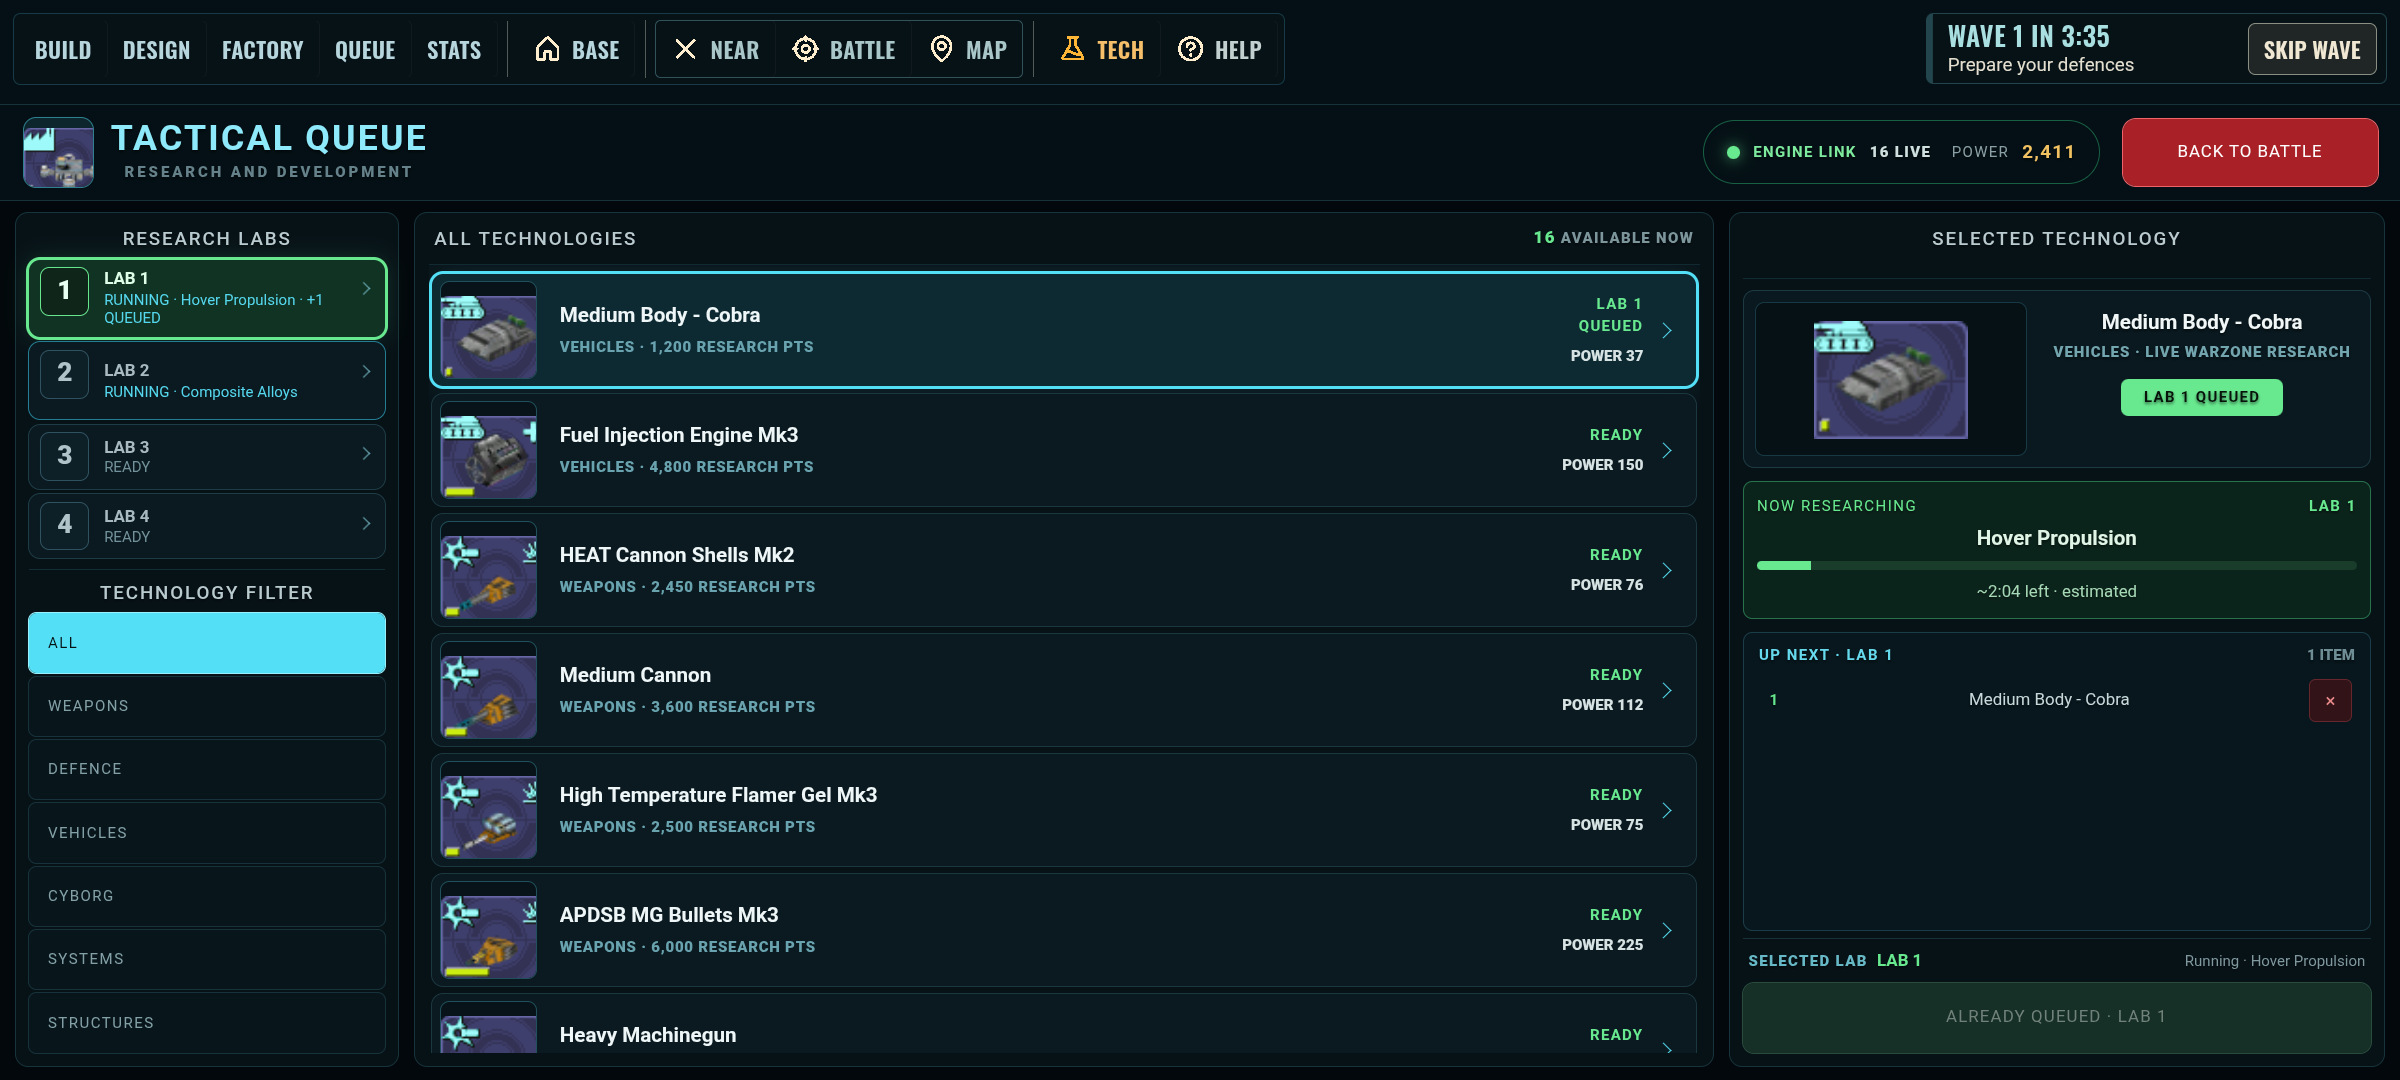 BUILD
DESIGN
FACTORY
QUEUE
STATS
BASE
NEAR
BATTLE
MAP
TECH
HELP
WAVE 1 IN 3:35
Prepare your defences
SKIP WAVE
TACTICAL QUEUE
RESEARCH AND DEVELOPMENT
ENGINE LINK 16 LIVE POWER 2,411
BACK TO BATTLE
RESEARCH LABS
1
LAB 1
RUNNING · Hover Propulsion · +1
QUEUED
2
LAB 2
RUNNING · Composite Alloys
3
LAB 3
READY
4
LAB 4
READY
TECHNOLOGY FILTER
ALL
WEAPONS
DEFENCE
VEHICLES
CYBORG
SYSTEMS
STRUCTURES
ALL TECHNOLOGIES
16 AVAILABLE NOW
Medium Body - Cobra
VEHICLES · 1,200 RESEARCH PTS
LAB 1
QUEUED
POWER 37
Fuel Injection Engine Mk3
VEHICLES · 4,800 RESEARCH PTS
READY
POWER 150
HEAT Cannon Shells Mk2
WEAPONS · 2,450 RESEARCH PTS
READY
POWER 76
Medium Cannon
WEAPONS · 3,600 RESEARCH PTS
READY
POWER 112
High Temperature Flamer Gel Mk3
WEAPONS · 2,500 RESEARCH PTS
READY
POWER 75
APDSB MG Bullets Mk3
WEAPONS · 6,000 RESEARCH PTS
READY
POWER 225
Heavy Machinegun
READY
SELECTED TECHNOLOGY
Medium Body - Cobra
VEHICLES · LIVE WARZONE RESEARCH
LAB 1 QUEUED
NOW RESEARCHING
LAB 1
Hover Propulsion
~2:04 left · estimated
UP NEXT · LAB 1
1 ITEM
1
Medium Body - Cobra
×
SELECTED LAB LAB 1
Running · Hover Propulsion
ALREADY QUEUED · LAB 1